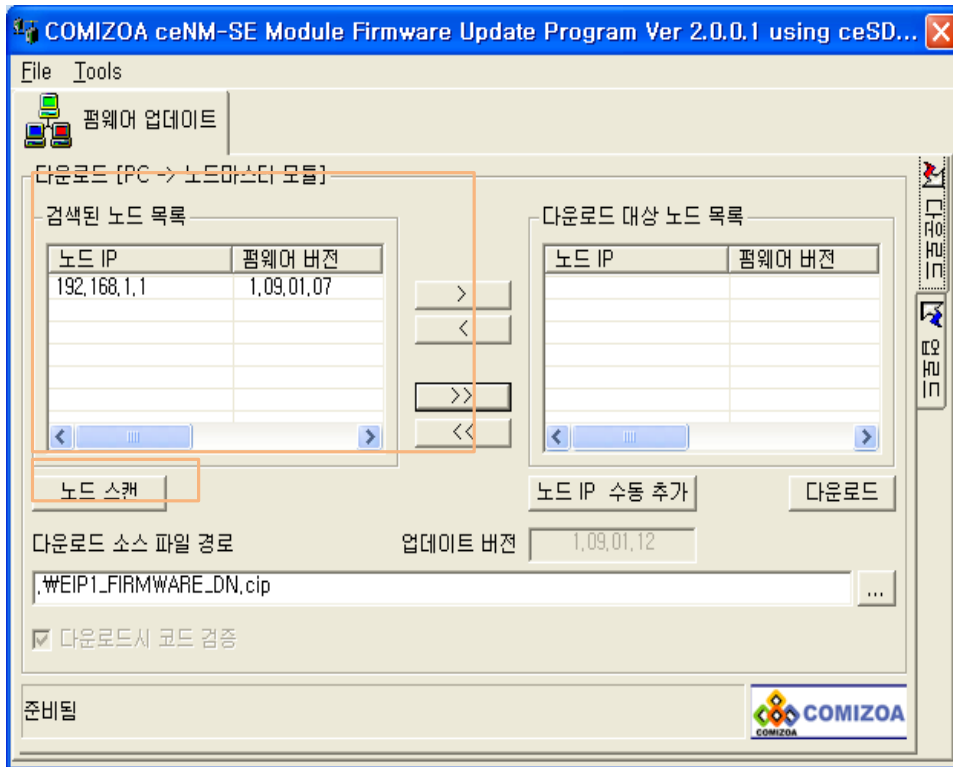 COMIZOA ceNM-SE Module Firmware Update Program Ver 2.0.0.1 using ceSD...
File Tools
펌웨어 업데이트
다운로드 [PC -> 노드마스터 모듈]
검색된 노드 목록
노드 IP 펌웨어 버전
192,168,1,1 1,09,01,07
>
<
>>
<<
다운로드 대상 노드 목록
노드 IP 펌웨어 버전
다운로드
업로드
노드 스캔
노드 IP 수동 추가
다운로드
다운로드 소스 파일 경로
업데이트 버전 1,09,01,12
.₩EIP1_FIRMWARE_DN,cip
...
다운로드시 코드 검증
준비됨
COMIZOA
COMIZOA